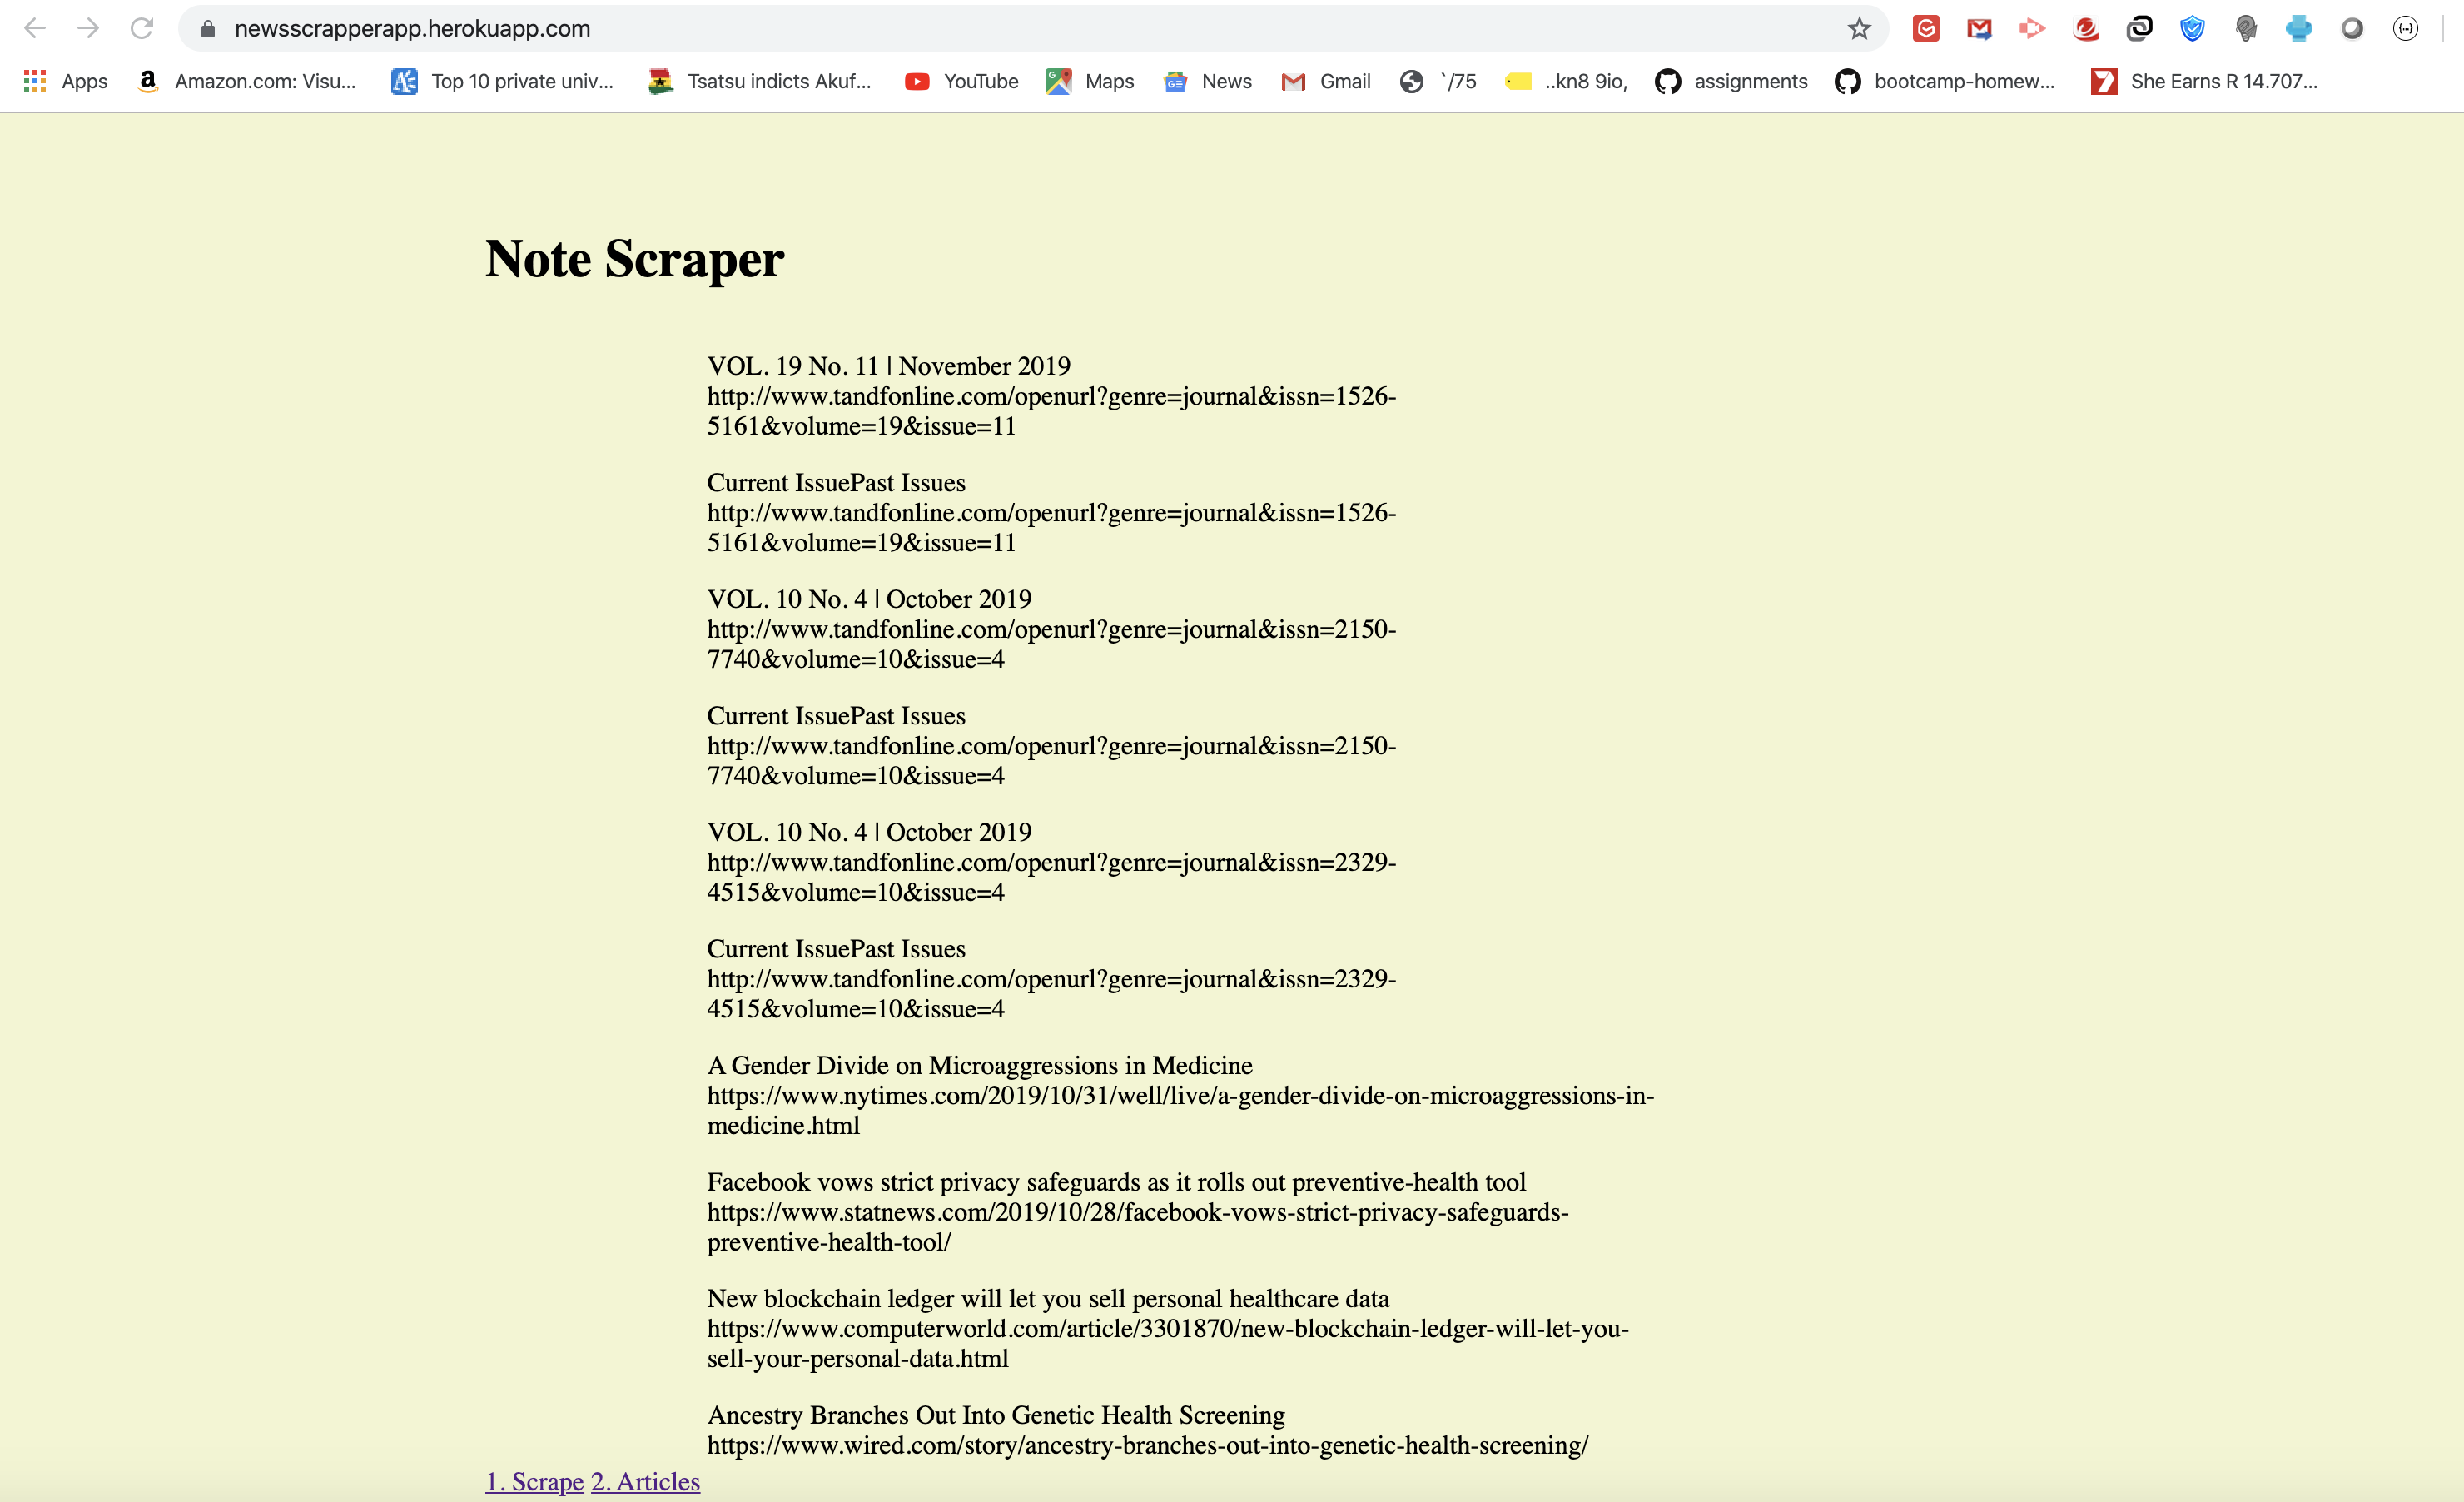 newsscrapperapp.herokuapp.com
Apps
Amazon.com: Visu...
Top 10 private univ...
Tsatsu indicts Akuf...
YouTube
Maps
News
Gmail
`/75
..kn8 9io,
assignments
bootcamp-homew...
She Earns R 14.707...
Note Scraper
VOL. 19 No. 11 | November 2019
http://www.tandfonline.com/openurl?genre=journal&issn=1526-
5161&volume=19&issue=11
Current IssuePast Issues
http://www.tandfonline.com/openurl?genre=journal&issn=1526-
5161&volume=19&issue=11
VOL. 10 No. 4 | October 2019
http://www.tandfonline.com/openurl?genre=journal&issn=2150-
7740&volume=10&issue=4
Current IssuePast Issues
http://www.tandfonline.com/openurl?genre=journal&issn=2150-
7740&volume=10&issue=4
VOL. 10 No. 4 | October 2019
http://www.tandfonline.com/openurl?genre=journal&issn=2329-
4515&volume=10&issue=4
Current IssuePast Issues
http://www.tandfonline.com/openurl?genre=journal&issn=2329-
4515&volume=10&issue=4
A Gender Divide on Microaggressions in Medicine
https://www.nytimes.com/2019/10/31/well/live/a-gender-divide-on-microaggressions-in-
medicine.html
Facebook vows strict privacy safeguards as it rolls out preventive-health tool
https://www.statnews.com/2019/10/28/facebook-vows-strict-privacy-safeguards-
preventive-health-tool/
New blockchain ledger will let you sell personal healthcare data
https://www.computerworld.com/article/3301870/new-blockchain-ledger-will-let-you-
sell-your-personal-data.html
Ancestry Branches Out Into Genetic Health Screening
https://www.wired.com/story/ancestry-branches-out-into-genetic-health-screening/
1. Scrape 2. Articles